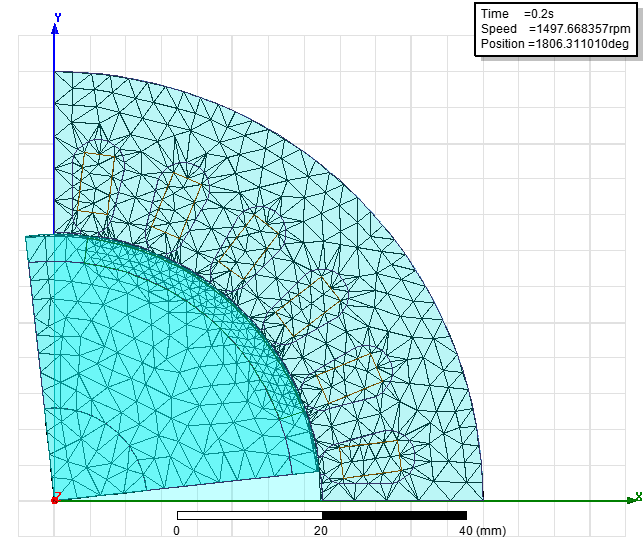 Y
Time =0.2s
Speed =1497.668357rpm
Position =1806.311010deg
Z
X
0 20 40 (mm)